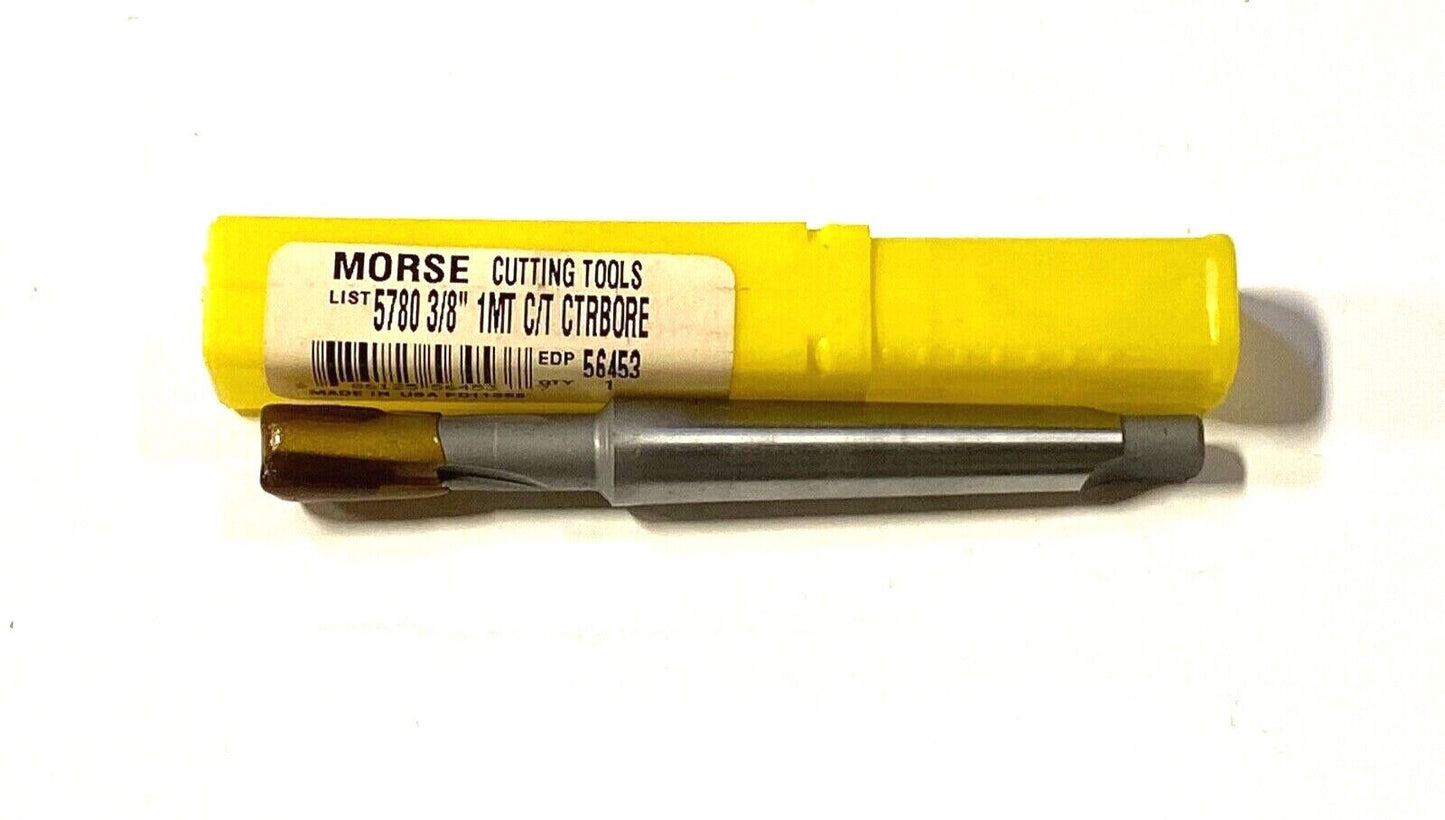 MORSE CUTTING TOOLS
LIST 5780 3/8" 1MT C/T CTRBORE
EDP 56453
QTY 1
MADE IN USA